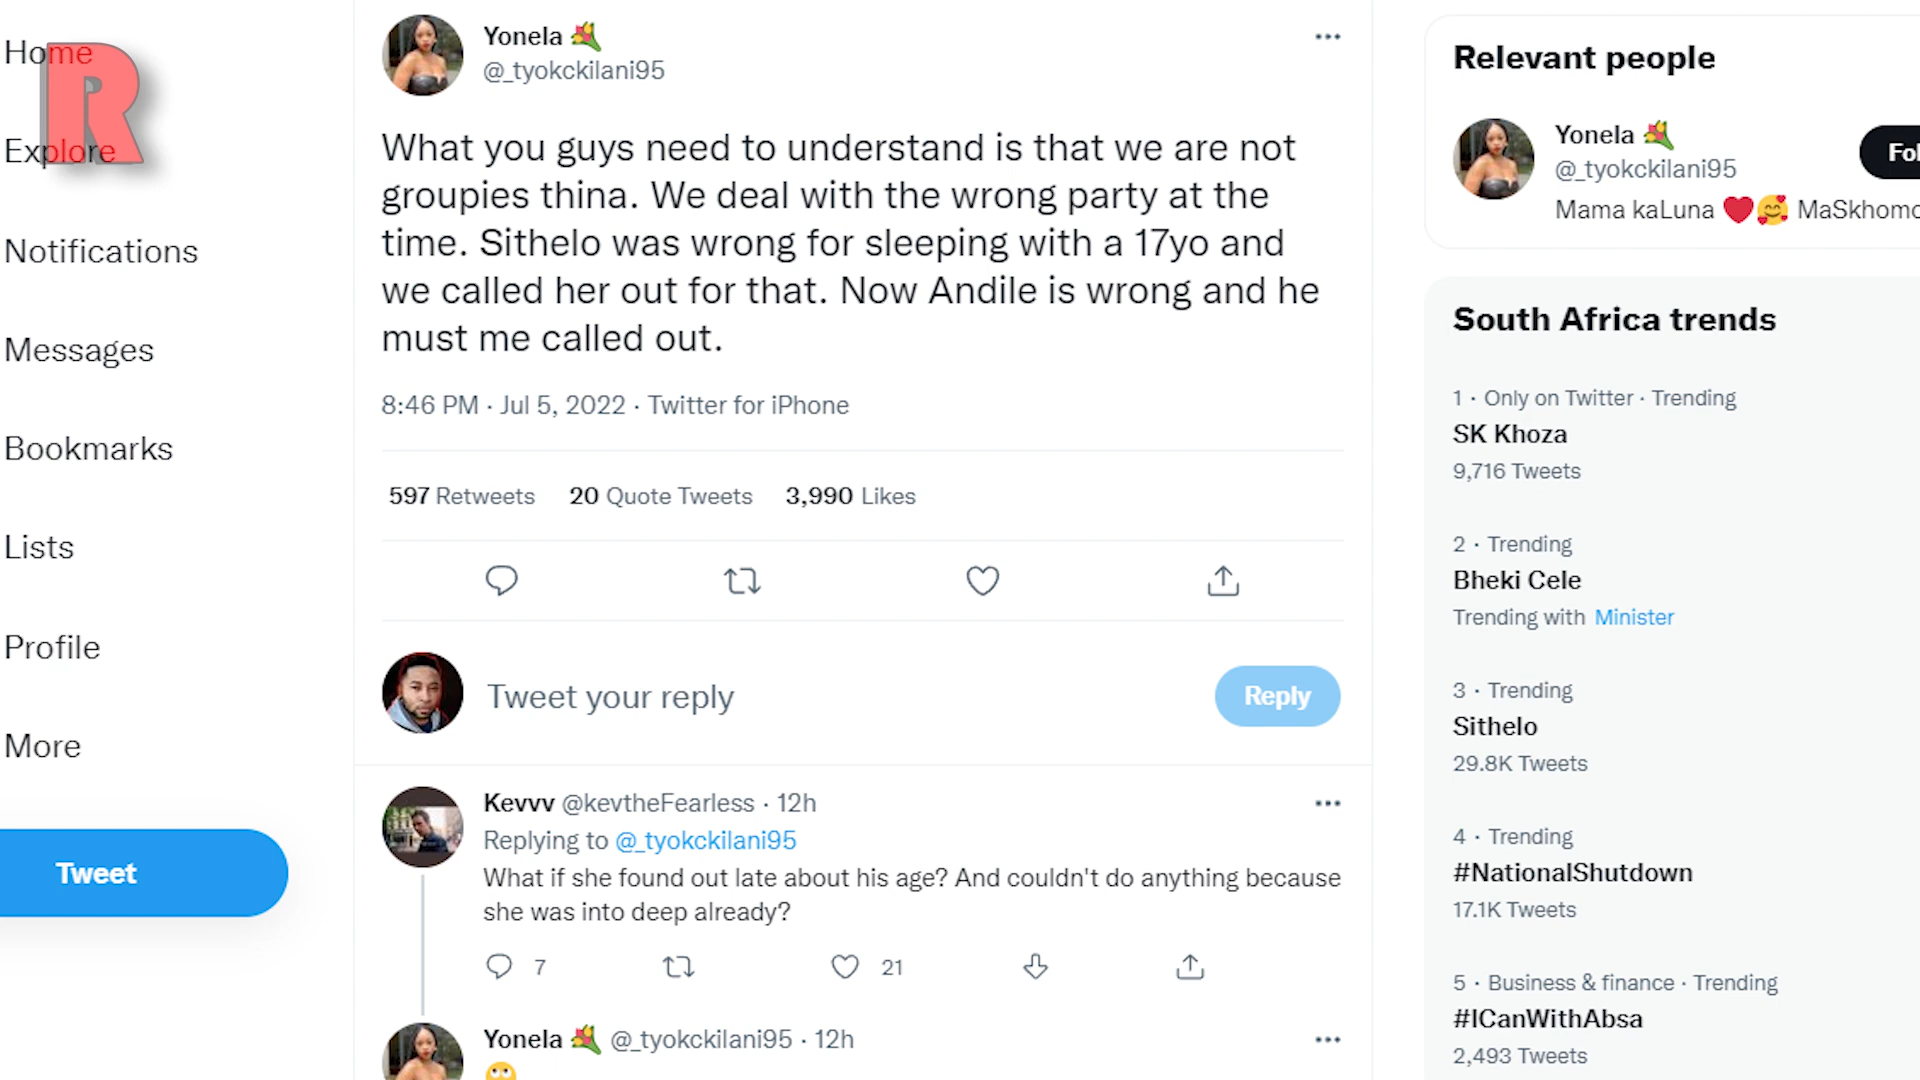 Home
R
Explore
Notifications
Messages
Bookmarks
Lists
Profile
More
Tweet
Yonela
@_tyokckilani95
What you guys need to understand is that we are not
groupies thina. We deal with the wrong party at the
time. Sithelo was wrong for sleeping with a 17yo and
we called her out for that. Now Andile is wrong and he
must me called out.
8:46 PM · Jul 5, 2022 · Twitter for iPhone
597 Retweets 20 Quote Tweets 3,990 Likes
Tweet your reply
Reply
Kevvv @kevtheFearless · 12h
Replying to @_tyokckilani95
What if she found out late about his age? And couldn't do anything because
she was into deep already?
7 21
Yonela @_tyokckilani95 · 12h
Relevant people
Yonela
@_tyokckilani95
Fol
Mama kaLuna ❤️🥰 MaSkhomo
South Africa trends
1 · Only on Twitter · Trending
SK Khoza
9,716 Tweets
2 · Trending
Bheki Cele
Trending with Minister
3 · Trending
Sithelo
29.8K Tweets
4 · Trending
#NationalShutdown
17.1K Tweets
5 · Business & finance · Trending
#ICanWithAbsa
2,493 Tweets